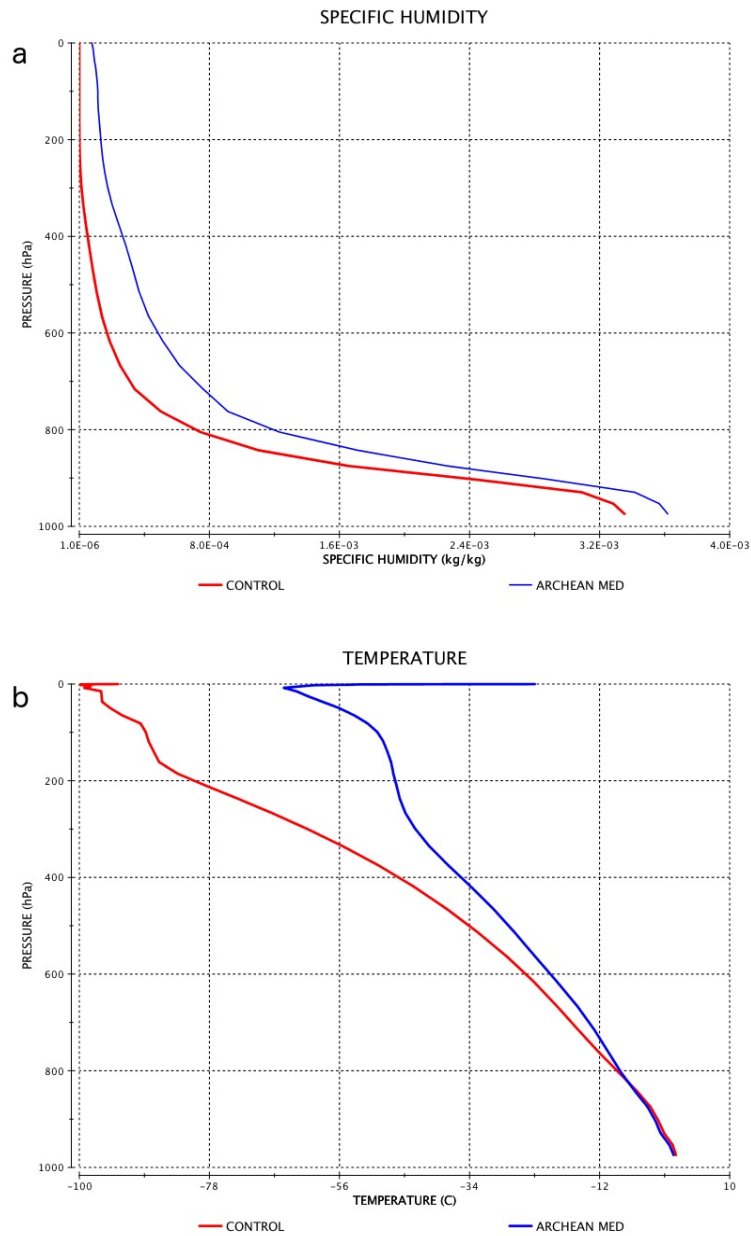 SPECIFIC HUMIDITY
a
0
200
400
600
800
1000
PRESSURE (hPa)
1.0E-06 8.0E-04 1.6E-03 2.4E-03 3.2E-03 4.0E-03
SPECIFIC HUMIDITY (kg/kg)
CONTROL ARCHEAN MED
TEMPERATURE
b
0
200
400
600
800
1000
PRESSURE (hPa)
-100 -78 -56 -34 -12 10
TEMPERATURE (C)
CONTROL ARCHEAN MED